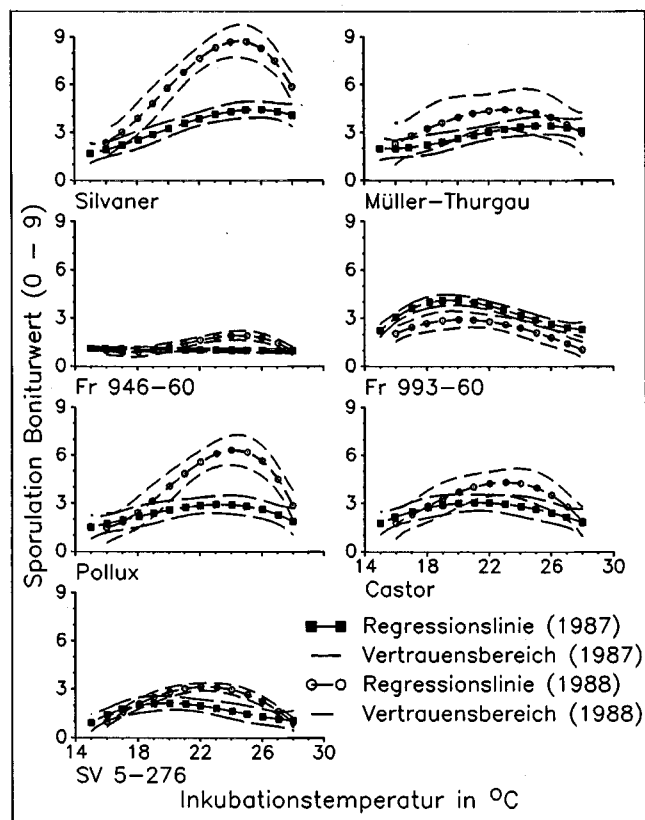 Sporulation Boniturwert (0 – 9)
9
6
3
0
Silvaner
9
6
3
0
Müller–Thurgau
9
6
3
0
Fr 946–60
9
6
3
0
Fr 993–60
9
6
3
0
Pollux
9
6
3
0
14 18 22 26 30
Castor
9
6
3
0
14 18 22 26 30
SV 5–276
Regressionslinie (1987)
Vertrauensbereich (1987)
Regressionslinie (1988)
Vertrauensbereich (1988)
Inkubationstemperatur in °C